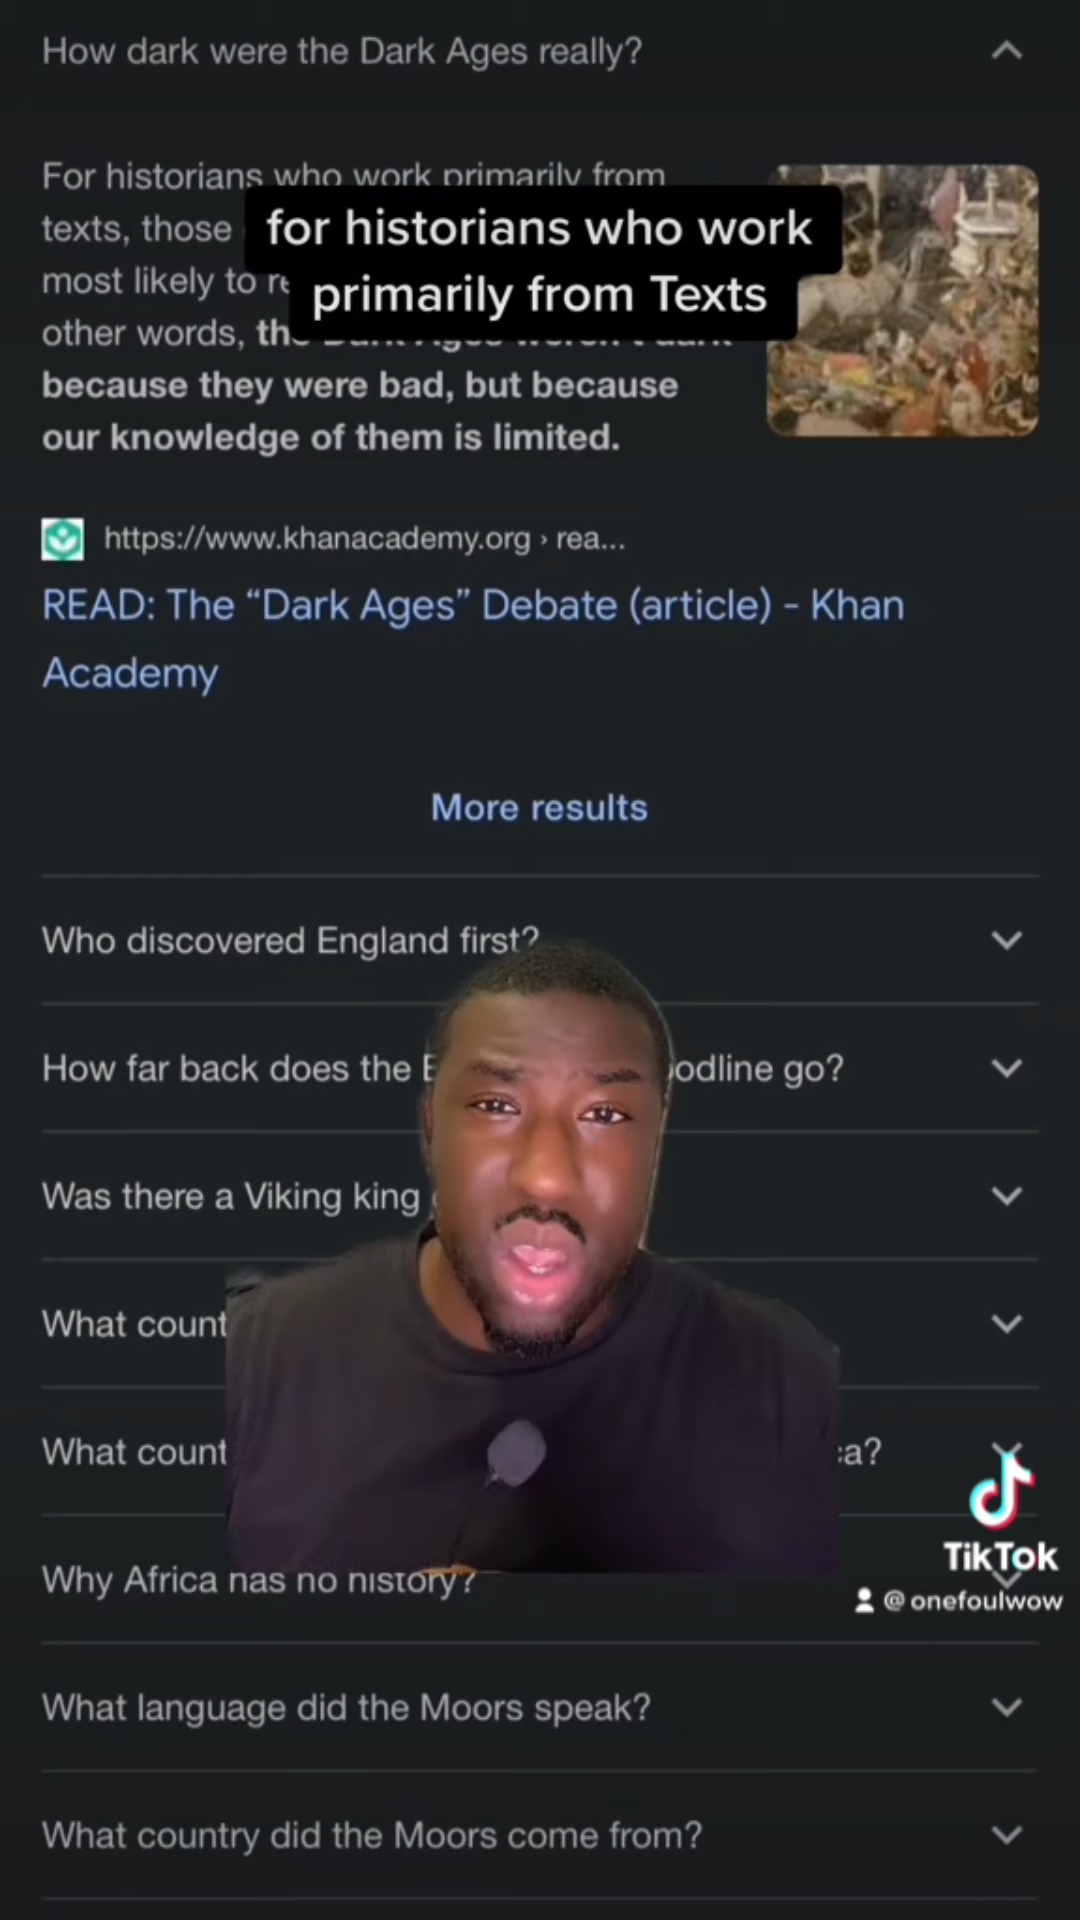 How dark were the Dark Ages really?
For historians who work primarily from
texts, those
most likely to
other words,
because they were bad, but because
our knowledge of them is limited.
for historians who work
primarily from Texts
https://www.khanacademy.org › rea...
READ: The “Dark Ages” Debate (article) - Khan
Academy
More results
Who discovered England first?
How far back does the go?
Was there a Viking king
What
What
Why Africa has no history?
TikTok
@onefoulwow
What language did the Moors speak?
What country did the Moors come from?